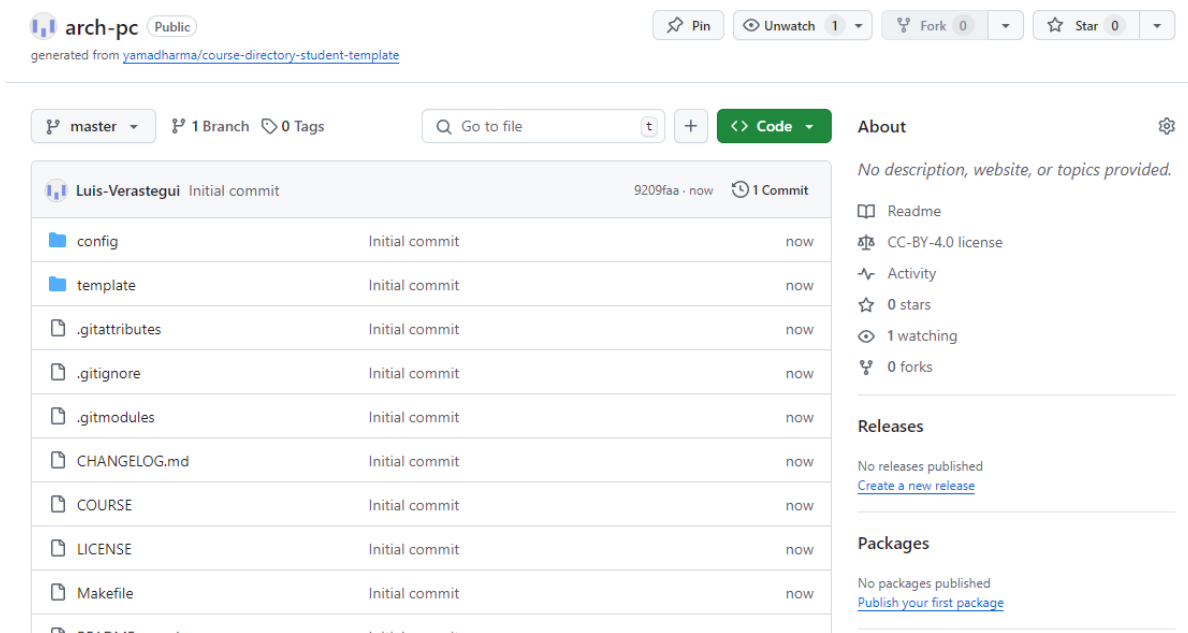 arch-pc Public Pin Unwatch 1 Fork 0 Star 0
generated from yamadharma/course-directory-student-template
master 1 Branch 0 Tags Go to file t + <> Code
Luis-Verastegui Initial commit 9209faa · now 1 Commit
config Initial commit now
template Initial commit now
.gitattributes Initial commit now
.gitignore Initial commit now
.gitmodules Initial commit now
CHANGELOG.md Initial commit now
COURSE Initial commit now
LICENSE Initial commit now
Makefile Initial commit now
About
No description, website, or topics provided.
Readme
CC-BY-4.0 license
Activity
0 stars
1 watching
0 forks
Releases
No releases published
Create a new release
Packages
No packages published
Publish your first package